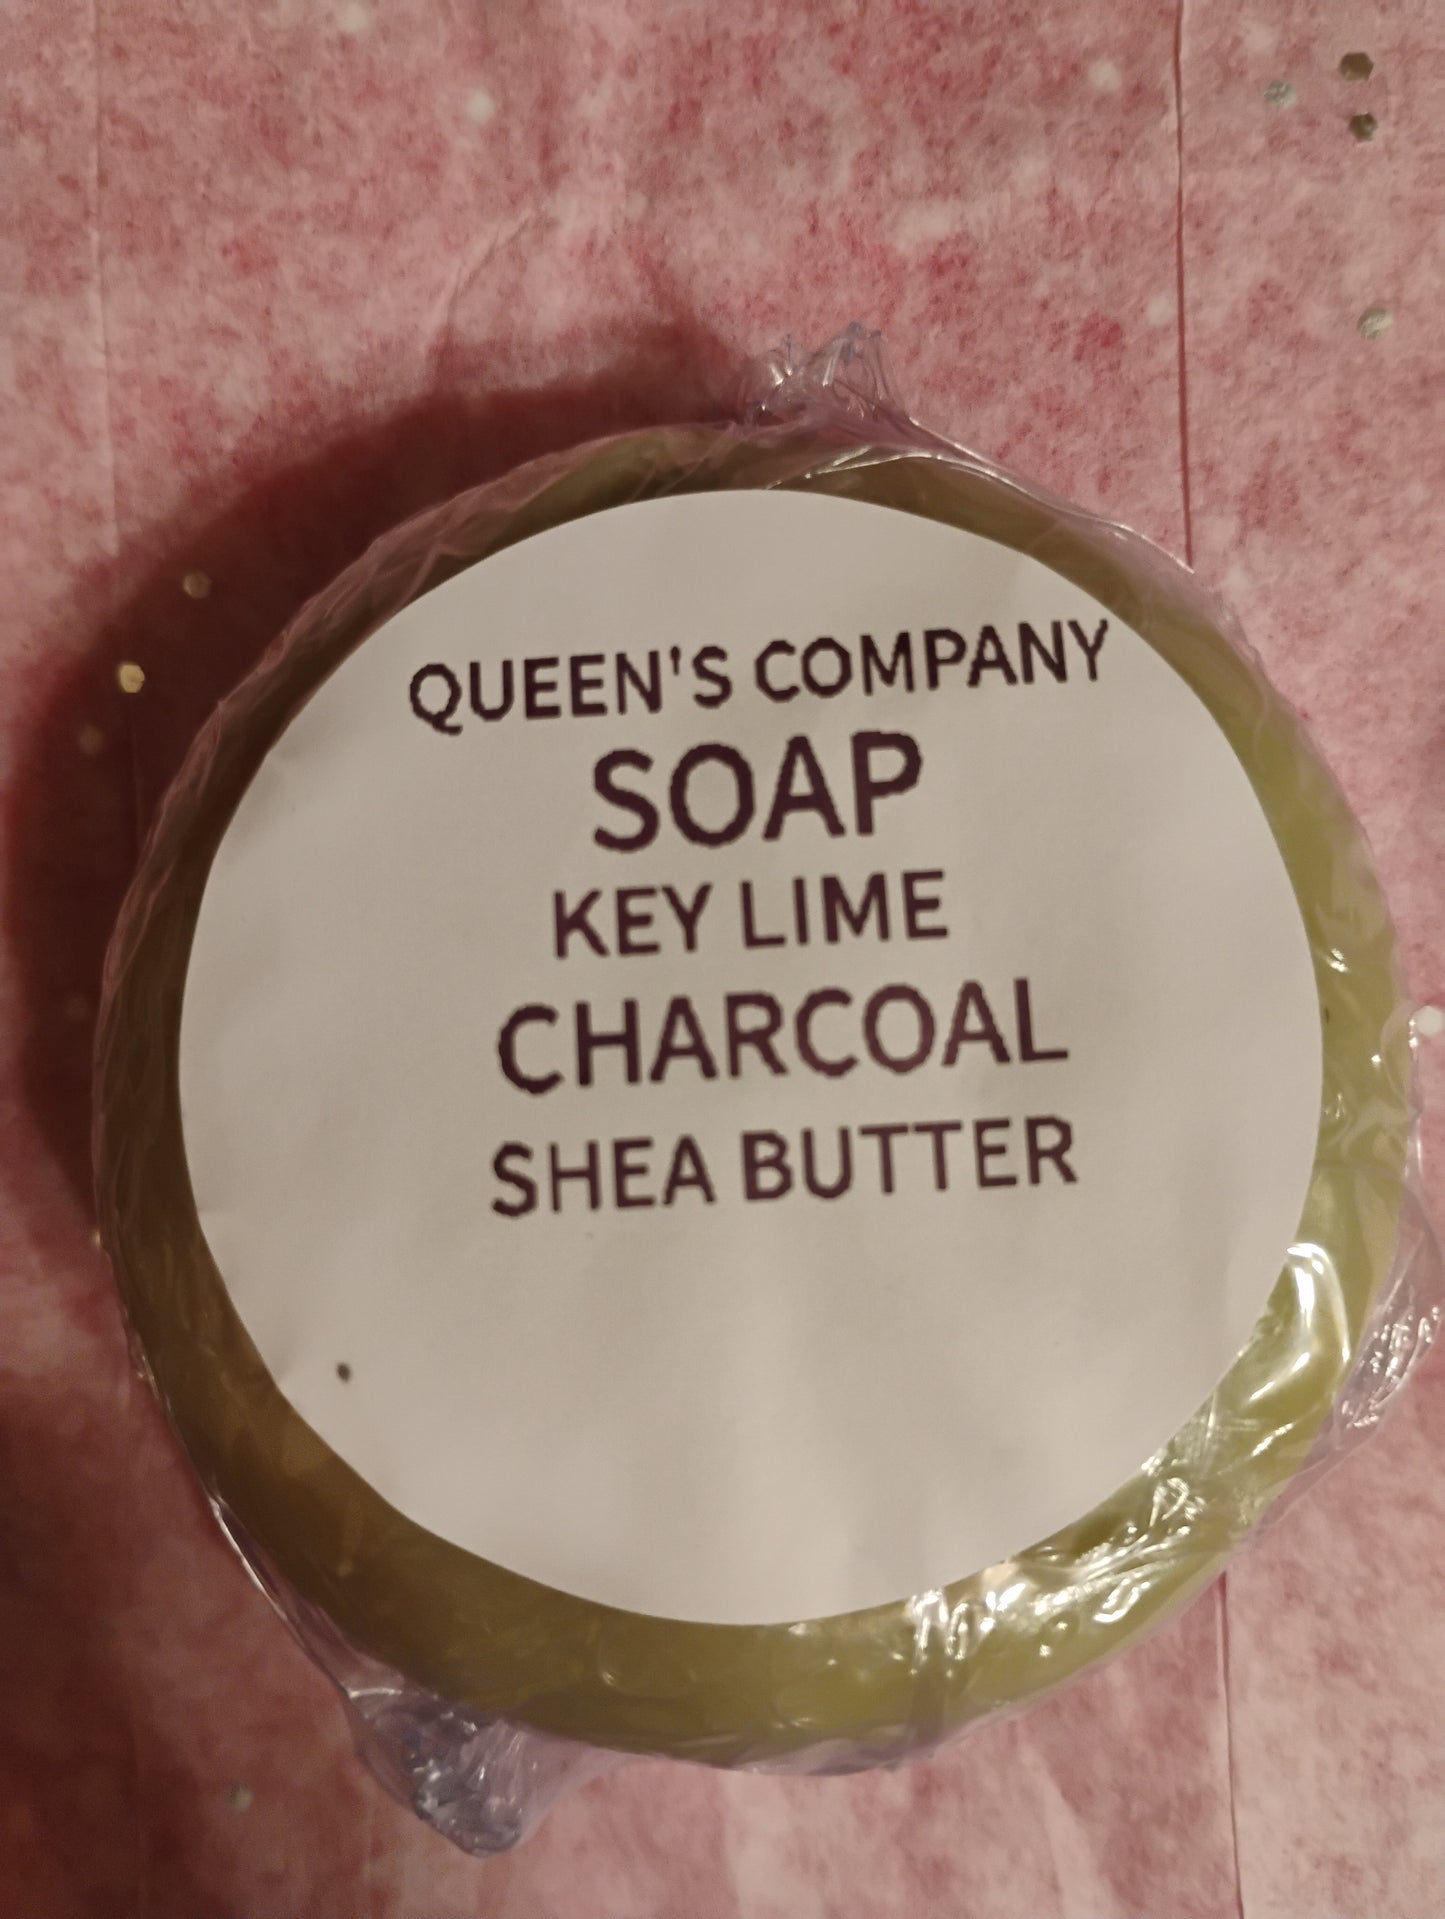 QUEEN'S COMPANY
SOAP
KEY LIME
CHARCOAL
SHEA BUTTER